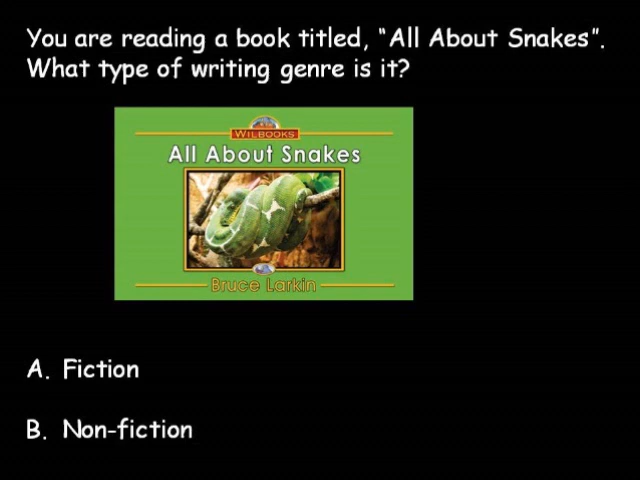 You are reading a book titled, “All About Snakes”.
What type of writing genre is it?
WILBOOKS
All About Snakes
Bruce Larkin
A. Fiction
B. Non-fiction